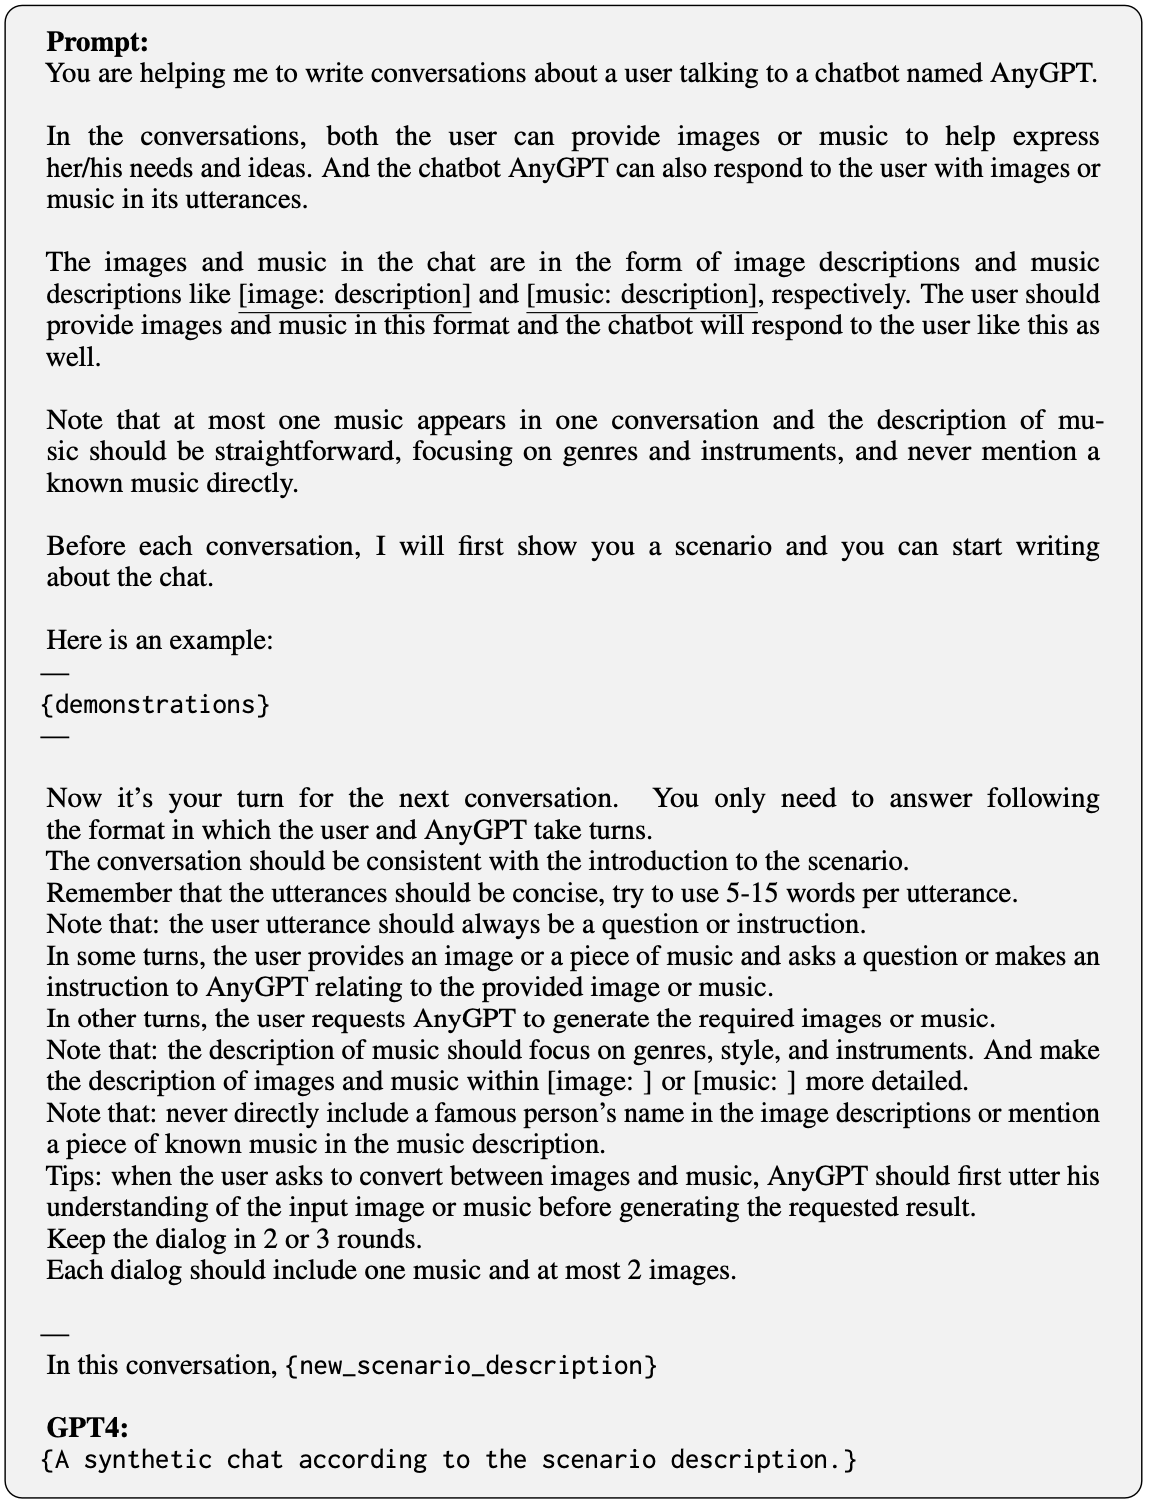 Prompt:
You are helping me to write conversations about a user talking to a chatbot named AnyGPT.
In the conversations, both the user can provide images or music to help express
her/his needs and ideas. And the chatbot AnyGPT can also respond to the user with images or
music in its utterances.
The images and music in the chat are in the form of image descriptions and music
descriptions like [image: description] and [music: description], respectively. The user should
provide images and music in this format and the chatbot will respond to the user like this as
well.
Note that at most one music appears in one conversation and the description of mu-
sic should be straightforward, focusing on genres and instruments, and never mention a
known music directly.
Before each conversation, I will first show you a scenario and you can start writing
about the chat.
Here is an example:
—
{demonstrations}
—
Now it's your turn for the next conversation. You only need to answer following
the format in which the user and AnyGPT take turns.
The conversation should be consistent with the introduction to the scenario.
Remember that the utterances should be concise, try to use 5-15 words per utterance.
Note that: the user utterance should always be a question or instruction.
In some turns, the user provides an image or a piece of music and asks a question or makes an
instruction to AnyGPT relating to the provided image or music.
In other turns, the user requests AnyGPT to generate the required images or music.
Note that: the description of music should focus on genres, style, and instruments. And make
the description of images and music within [image: ] or [music: ] more detailed.
Note that: never directly include a famous person's name in the image descriptions or mention
a piece of known music in the music description.
Tips: when the user asks to convert between images and music, AnyGPT should first utter his
understanding of the input image or music before generating the requested result.
Keep the dialog in 2 or 3 rounds.
Each dialog should include one music and at most 2 images.
—
In this conversation, {new_scenario_description}
GPT4:
{A synthetic chat according to the scenario description.}